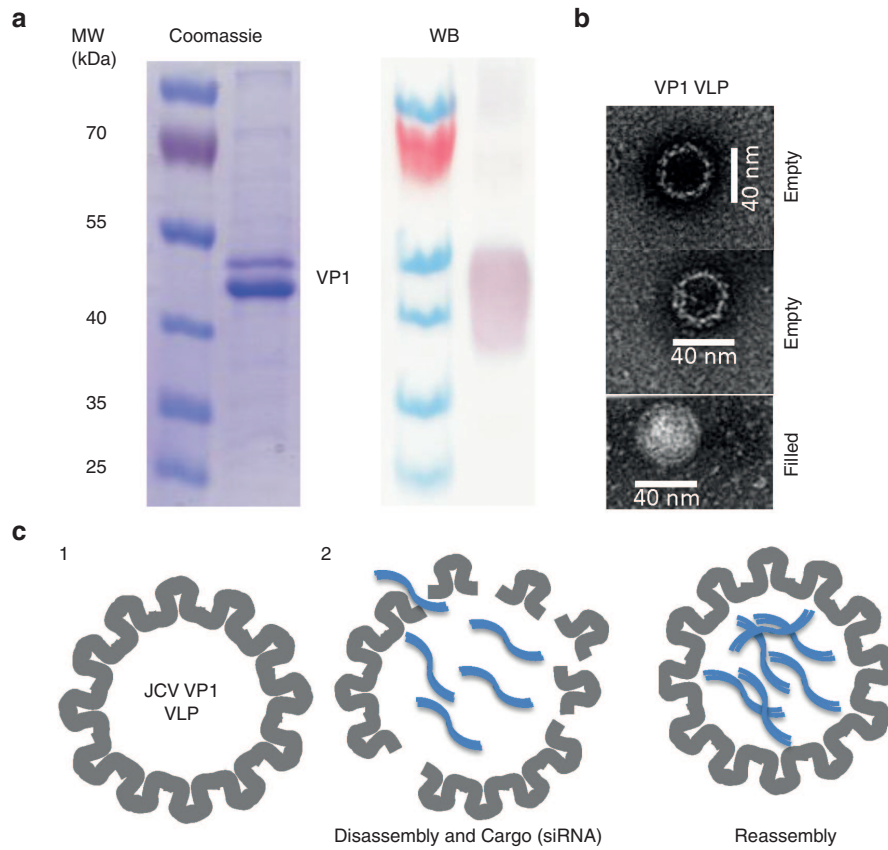 a
MW
(kDa)
Coomassie
WB
70
55
40
35
25
VP1
b
VP1 VLP
40 nm
Empty
40 nm
Empty
40 nm
Filled
c
1
JCV VP1
VLP
2
Disassembly and Cargo (siRNA)
Reassembly